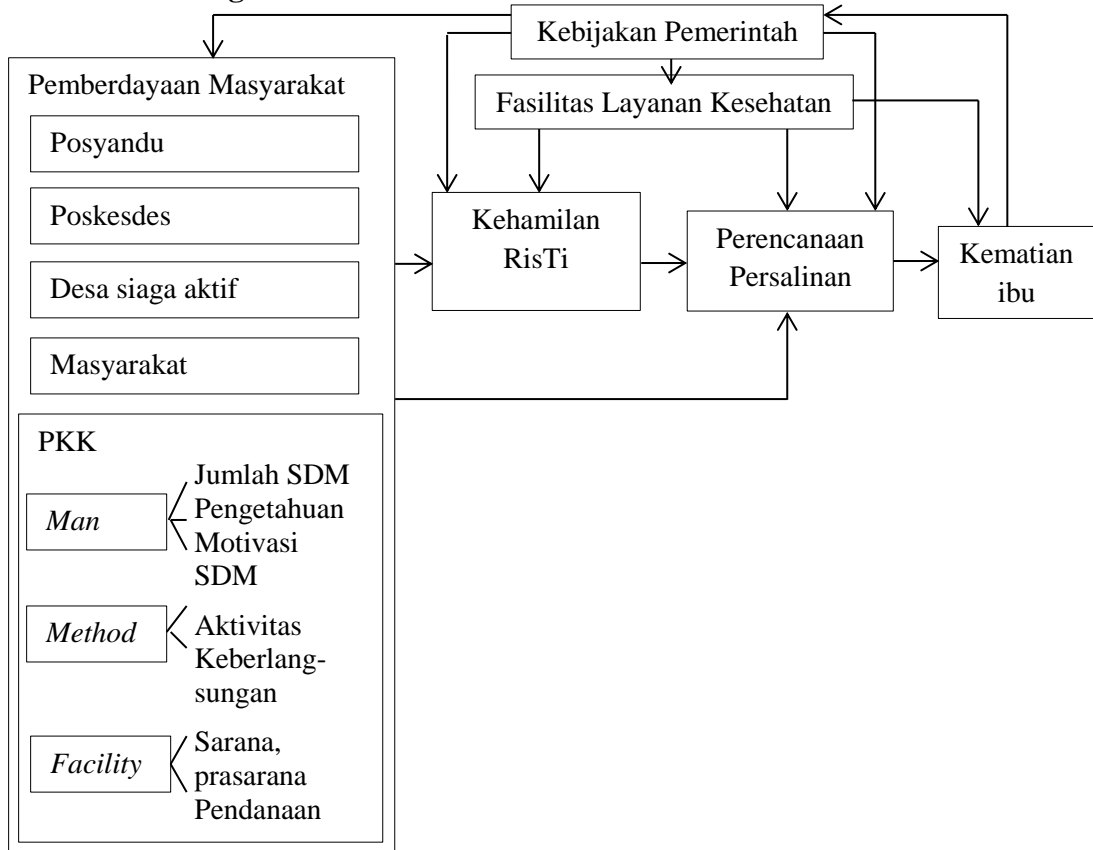 Kebijakan Pemerintah
Fasilitas Layanan Kesehatan
Pemberdayaan Masyarakat
Posyandu
Poskesdes
Desa siaga aktif
Masyarakat
Kehamilan
RisTi
Perencanaan
Persalinan
Kematian
ibu
PKK
Man
Jumlah SDM
Pengetahuan
Motivasi
SDM
Method
Aktivitas
Keberlang-
sungan
Facility
Sarana,
prasarana
Pendanaan